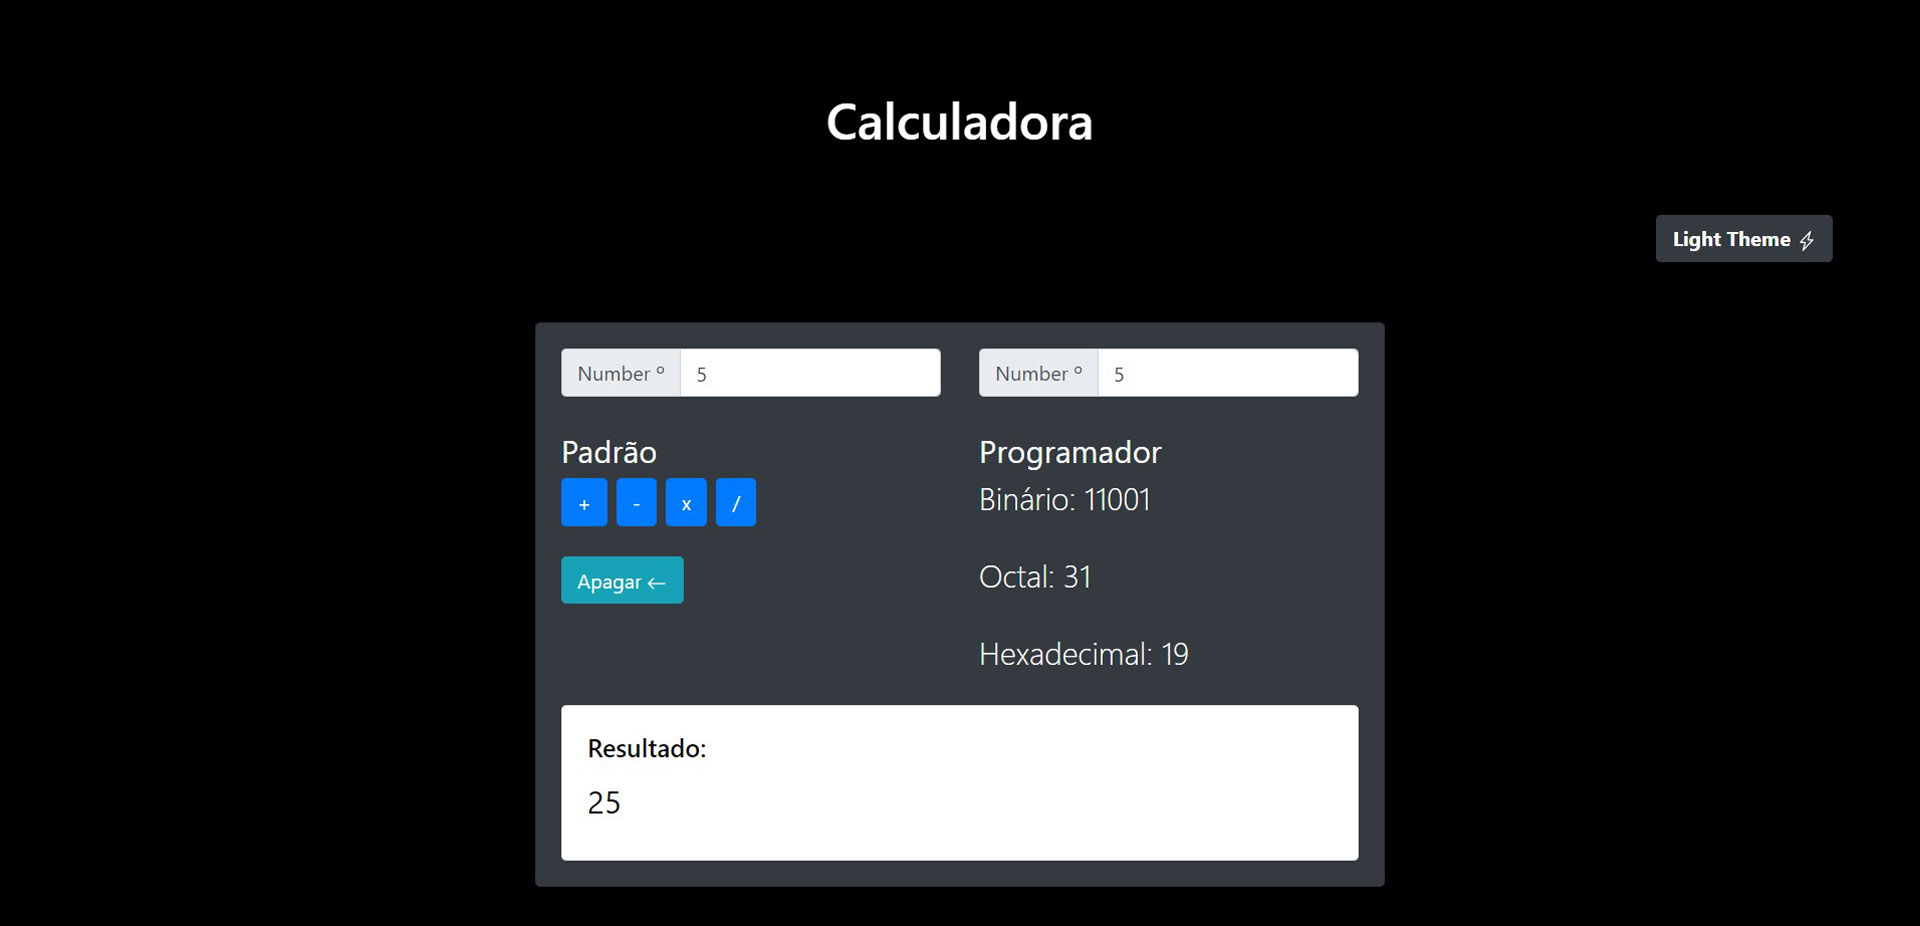 Calculadora
Light Theme
Number º 5
Number º 5
Padrão
+ - x /
Apagar ←
Programador
Binário: 11001
Octal: 31
Hexadecimal: 19
Resultado:
25